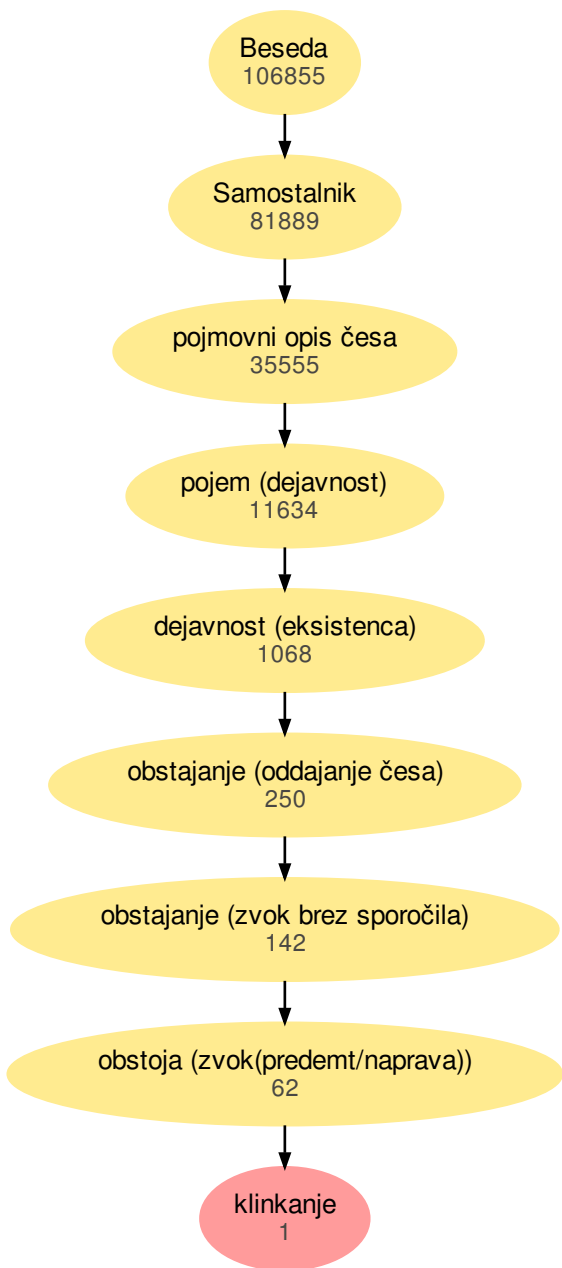 Beseda
106855
Samostalnik
81889
pojmovni opis česa
35555
pojem (dejavnost)
11634
dejavnost (eksistenca)
1068
obstajanje (oddajanje česa)
250
obstajanje (zvok brez sporočila)
142
obstoja (zvok(predemt/naprava))
62
klinkanje
1